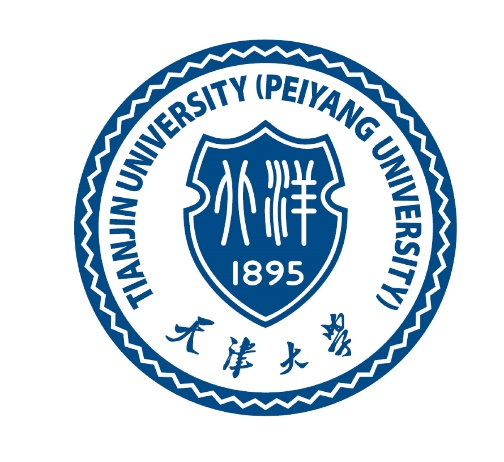 TIANJIN UNIVERSITY (PEIYANG UNIVERSITY)
北洋
1895
天津大学